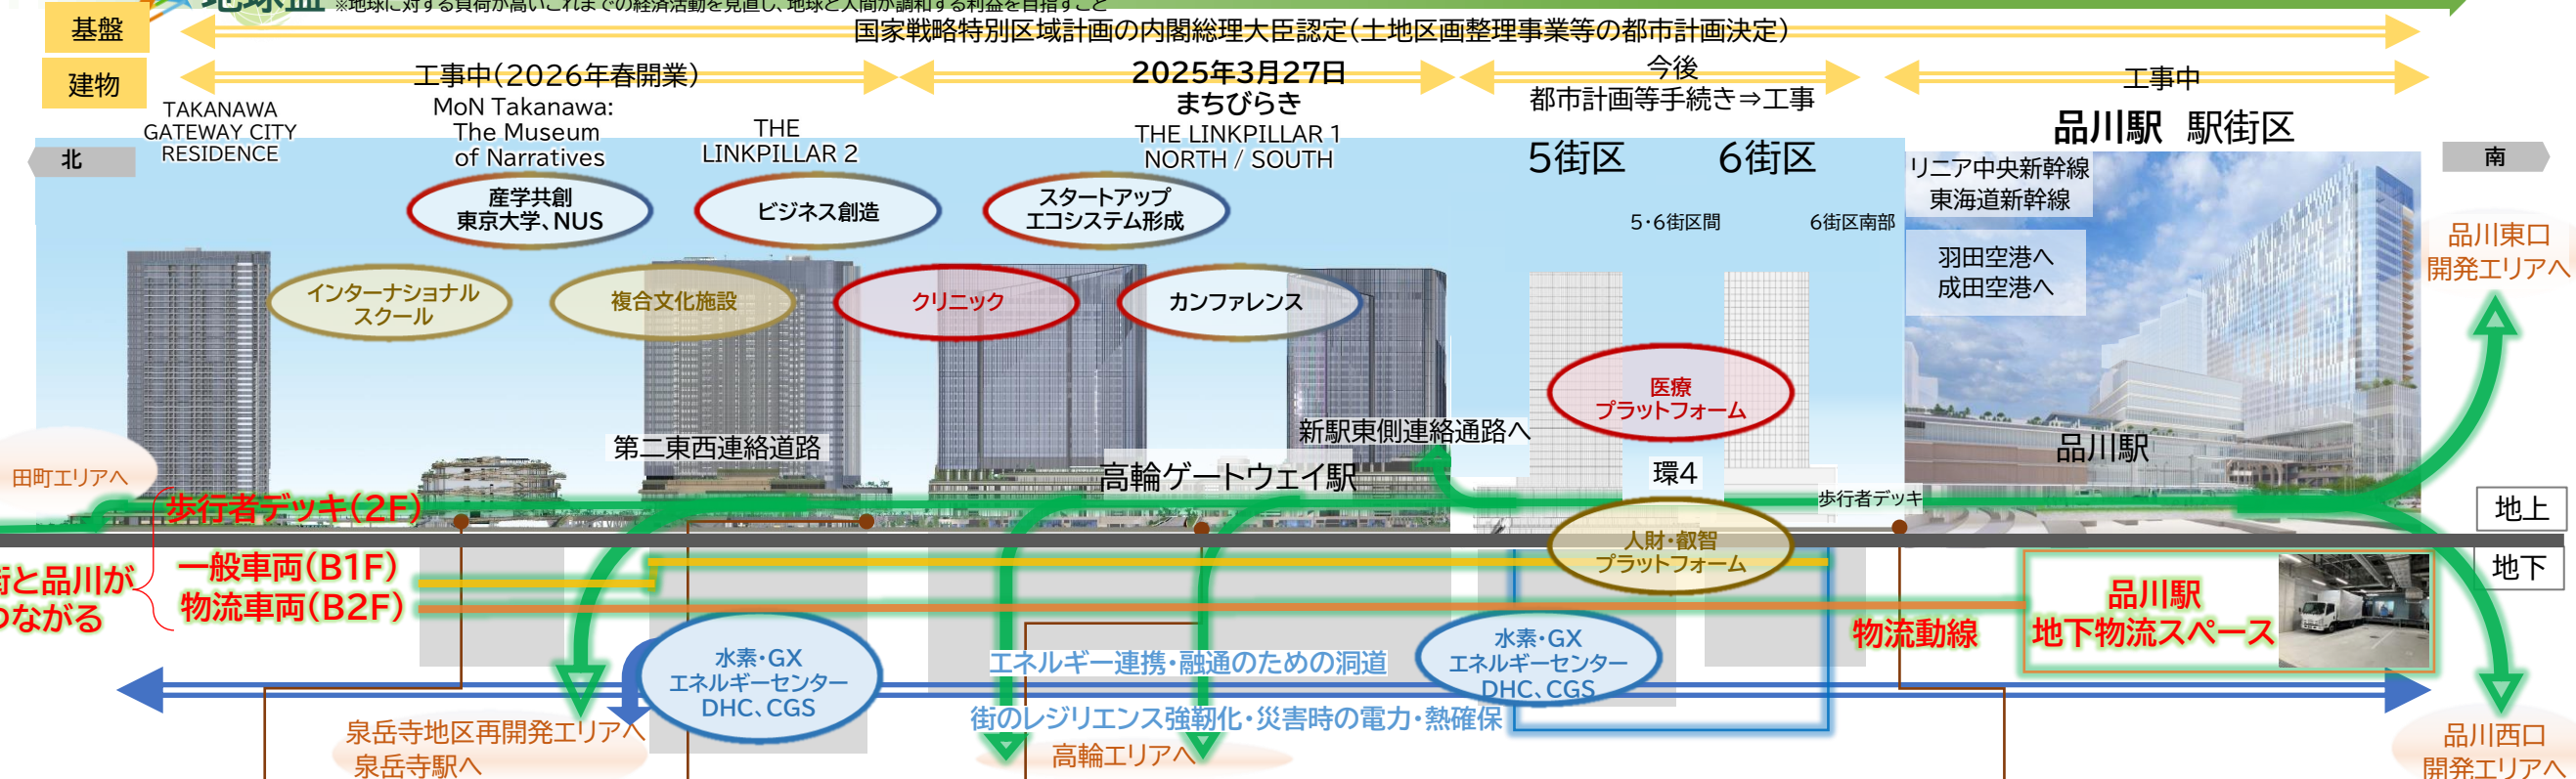 地球益 ※地球に対する負荷が高いこれまでの経済活動を見直し、地球と人間が調和する利益を目指すこと
基盤
国家戦略特別区域計画の内閣総理大臣認定（土地区画整理事業等の都市計画決定）
建物
工事中（2026年春開業）
2025年3月27日
まちびらき
今後
都市計画等手続き⇒工事
工事中
北
TAKANAWA
GATEWAY CITY
RESIDENCE
MoN Takanawa:
The Museum
of Narratives
THE
LINKPILLAR 2
THE LINKPILLAR 1
NORTH / SOUTH
5街区
6街区
品川駅 駅街区
南
産学共創
東京大学、NUS
ビジネス創造
スタートアップ
エコシステム形成
5・6街区間
6街区南部
リニア中央新幹線
東海道新幹線
羽田空港へ
成田空港へ
品川東口
開発エリアへ
インターナショナル
スクール
複合文化施設
クリニック
カンファレンス
医療
プラットフォーム
新駅東側連絡通路へ
第二東西連絡道路
高輪ゲートウェイ駅
環4
品川駅
田町エリアへ
歩行者デッキ（2F）
歩行者デッキ
地上
人財・叡智
プラットフォーム
地下
街と品川が
つながる
一般車両（B1F）
物流車両（B2F）
品川駅
地下物流スペース
物流動線
水素・GX
エネルギーセンター
DHC、CGS
エネルギー連携・融通のための洞道
水素・GX
エネルギーセンター
DHC、CGS
街のレジリエンス強靭化・災害時の電力・熱確保
泉岳寺地区再開発エリアへ
泉岳寺駅へ
高輪エリアへ
品川西口
開発エリアへ